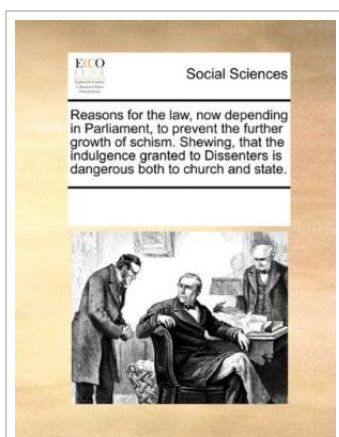 ECCO
Social Sciences
Reasons for the law, now depending
in Parliament, to prevent the further
growth of schism. Shewing, that the
indulgence granted to Dissenters is
dangerous both to church and state.